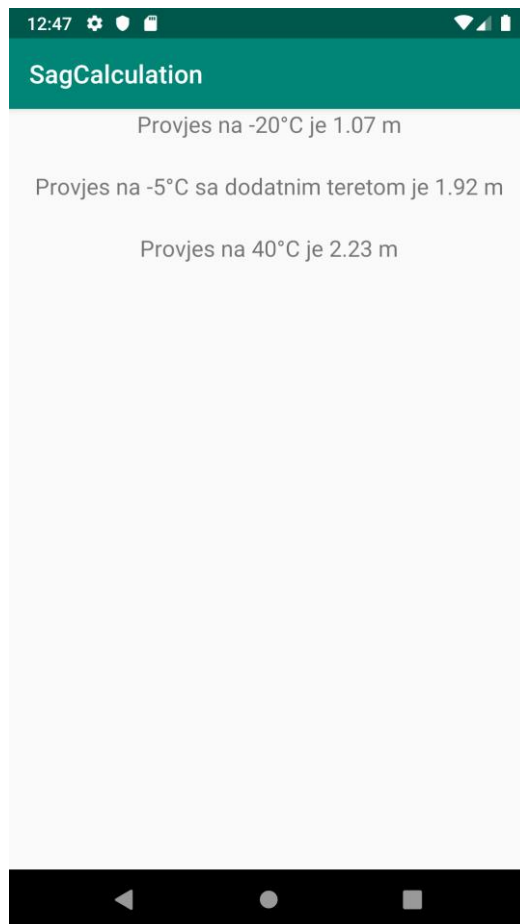 12:47
SagCalculation
Provjes na -20°C je 1.07 m
Provjes na -5°C sa dodatnim teretom je 1.92 m
Provjes na 40°C je 2.23 m